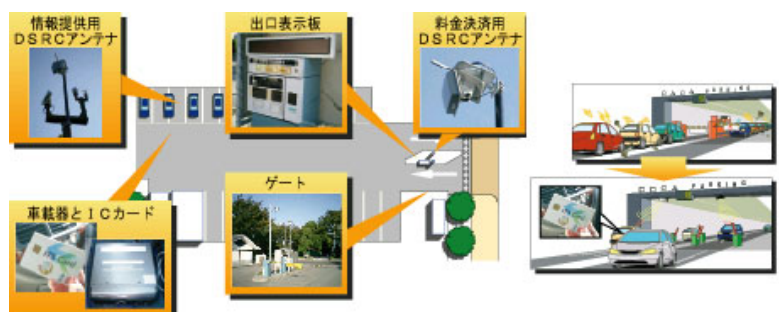 情報提供用
DSRCアンテナ
出口表示板
料金決済用
DSRCアンテナ
車載器とICカード
ゲート
PARKING
PARKING